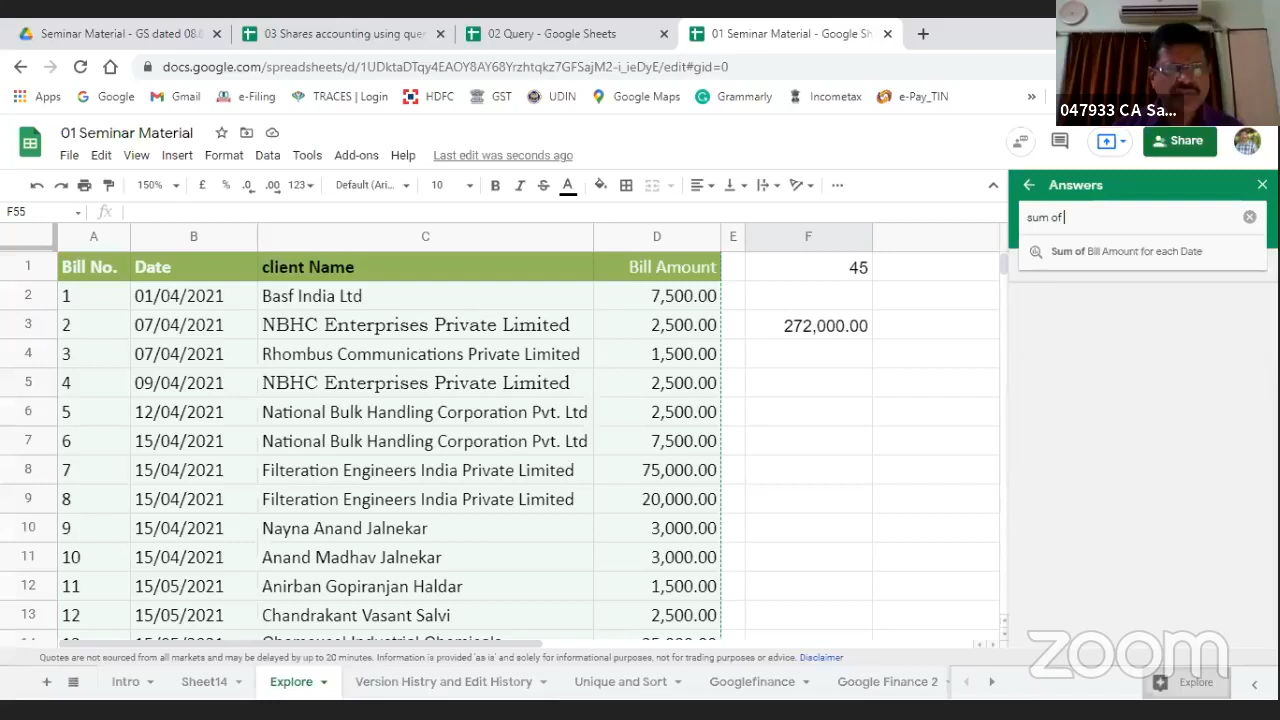 Seminar Material - GS dated 08.
03 Shares accounting using que
02 Query - Google Sheets
01 Seminar Material - Google Sh
docs.google.com/spreadsheets/d/1UDktaDTqy4EAOY8AY68Yrzhtqkz7GFSajM2-i_ieDyE/edit#gid=0
Apps Google Gmail e-Filing TRACES | Login HDFC GST UDIN Google Maps Grammarly Incometax e-Pay_TIN »
047933 CA Sa...
01 Seminar Material
File Edit View Insert Format Data Tools Add-ons Help Last edit was seconds ago
Share
150% £ % .0 .00 123 Default (Ari... 10 B I S A
Answers
F55 fx
sum of
Sum of Bill Amount for each Date
A B C D E F
1 Bill No. Date client Name Bill Amount 45
2 1 01/04/2021 Basf India Ltd 7,500.00
3 2 07/04/2021 NBHC Enterprises Private Limited 2,500.00 272,000.00
4 3 07/04/2021 Rhombus Communications Private Limited 1,500.00
5 4 09/04/2021 NBHC Enterprises Private Limited 2,500.00
6 5 12/04/2021 National Bulk Handling Corporation Pvt. Ltd 2,500.00
7 6 15/04/2021 National Bulk Handling Corporation Pvt. Ltd 7,500.00
8 7 15/04/2021 Filteration Engineers India Private Limited 75,000.00
9 8 15/04/2021 Filteration Engineers India Private Limited 20,000.00
10 9 15/04/2021 Nayna Anand Jalnekar 3,000.00
11 10 15/04/2021 Anand Madhav Jalnekar 3,000.00
12 11 15/05/2021 Anirban Gopiranjan Haldar 1,500.00
13 12 15/05/2021 Chandrakant Vasant Salvi 2,500.00
Quotes are not sourced from all markets and may be delayed by up to 20 minutes. Information is provided 'as is' and solely for informational purposes, not for trading purposes or advice. Disclaimer
zoom
Intro Sheet14 Explore Version Histry and Edit History Unique and Sort Googlefinance Google Finance 2 Explore